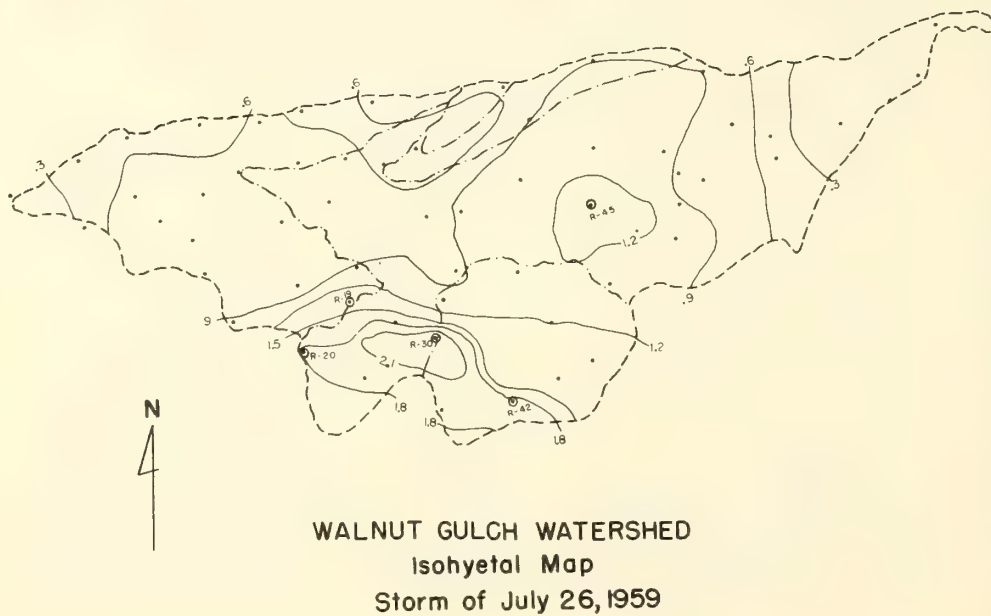 .6
.6
.6
.3
.3
R-45
1.2
.9
R-19
.9
1.5
R-20
R-30
2.1
1.2
1.8
R-42
1.8
1.8
N
WALNUT GULCH WATERSHED
Isohyetal Map
Storm of July 26, 1959